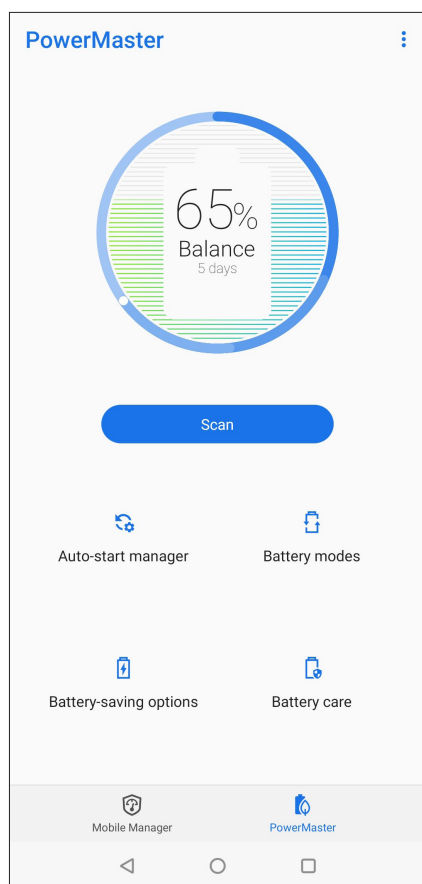 PowerMaster
65%
Balance
5 days
Scan
Auto-start manager
Battery modes
Battery-saving options
Battery care
Mobile Manager
PowerMaster